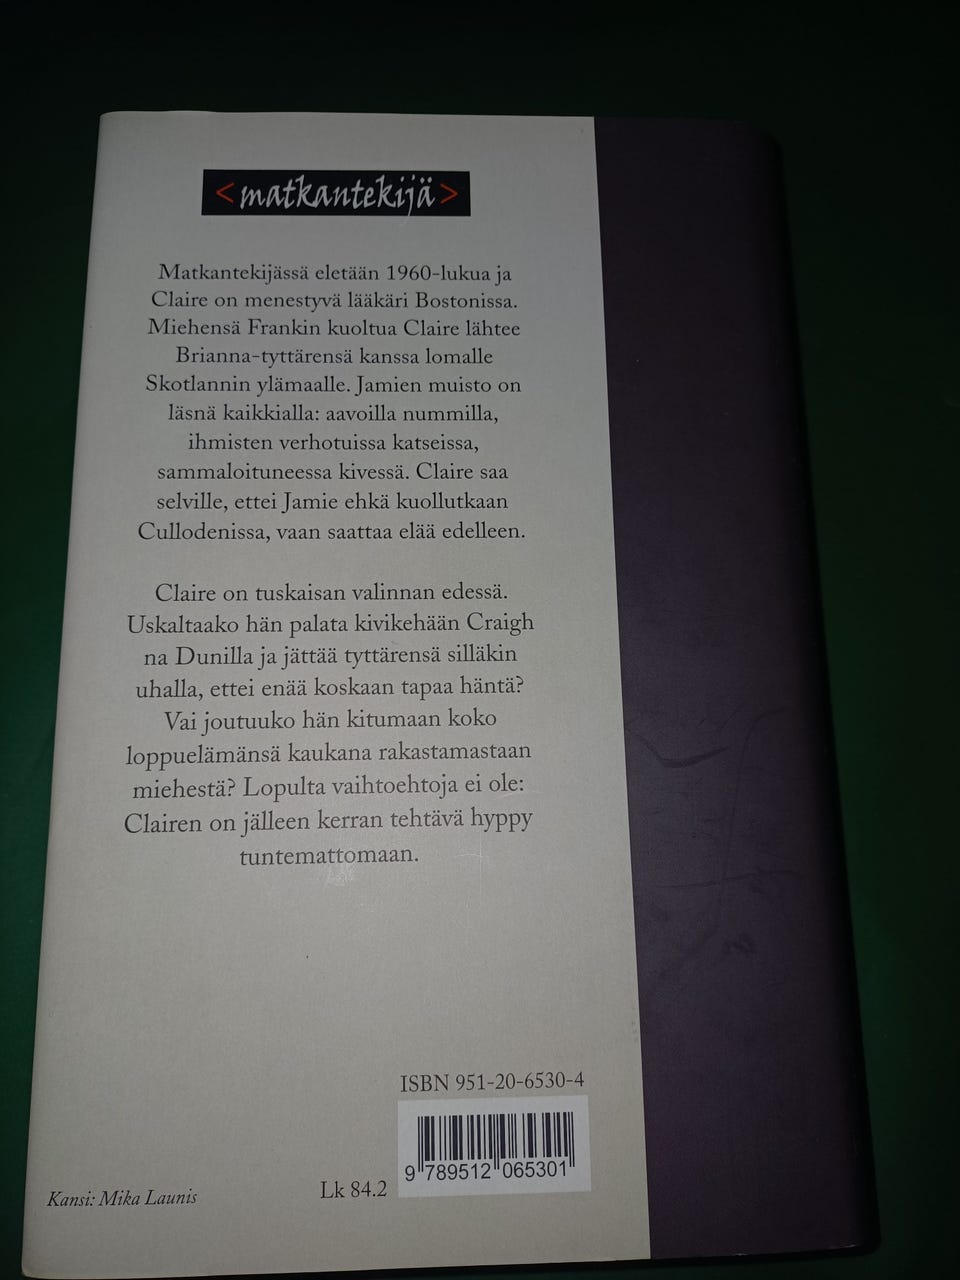 <matkantekijä>
Matkantekijässä eletään 1960-lukua ja
Claire on menestyvä lääkäri Bostonissa.
Miehensä Frankin kuoltua Claire lähtee
Brianna-tyttärensä kanssa lomalle
Skotlannin ylämaalle. Jamien muisto on
läsnä kaikkialla: aavoilla nummilla,
ihmisten verhotuissa katseissa,
sammaloituneessa kivessä. Claire saa
selville, ettei Jamie ehkä kuollutkaan
Cullodenissa, vaan saattaa elää edelleen.
Claire on tuskaisan valinnan edessä.
Uskaltaako hän palata kivikehään Craigh
na Dunilla ja jättää tyttärensä silläkin
uhalla, ettei enää koskaan tapaa häntä?
Vai joutuuko hän kitumaan koko
loppuelämänsä kaukana rakastamastaan
miehestä? Lopulta vaihtoehtoja ei ole:
Clairen on jälleen kerran tehtävä hyppy
tuntemattomaan.
ISBN 951-20-6530-4
9 789512 065301
Lk 84.2
Kansi: Mika Launis